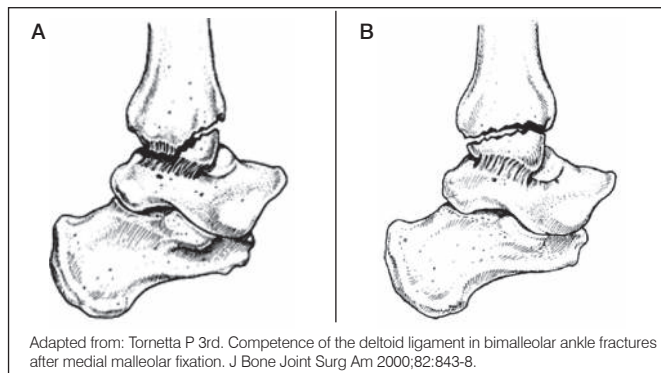 A
B
Adapted from: Tornetta P 3rd. Competence of the deltoid ligament in bimalleolar ankle fractures
after medial malleolar fixation. J Bone Joint Surg Am 2000;82:843-8.